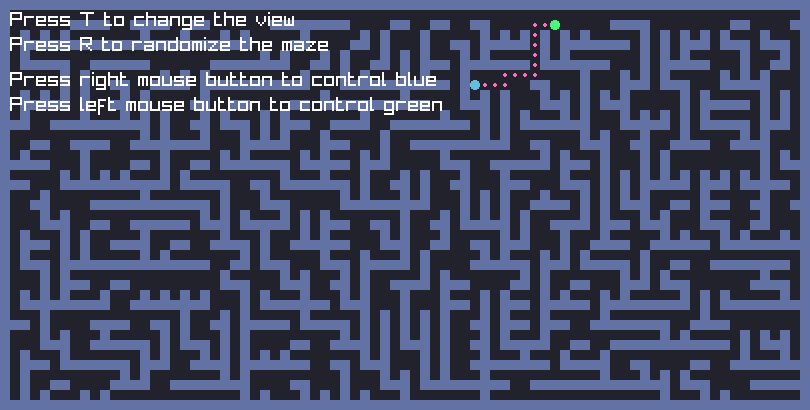 Press T to change the view
Press R to randomize the maze
Press right mouse button to control blue
Press left mouse button to control green